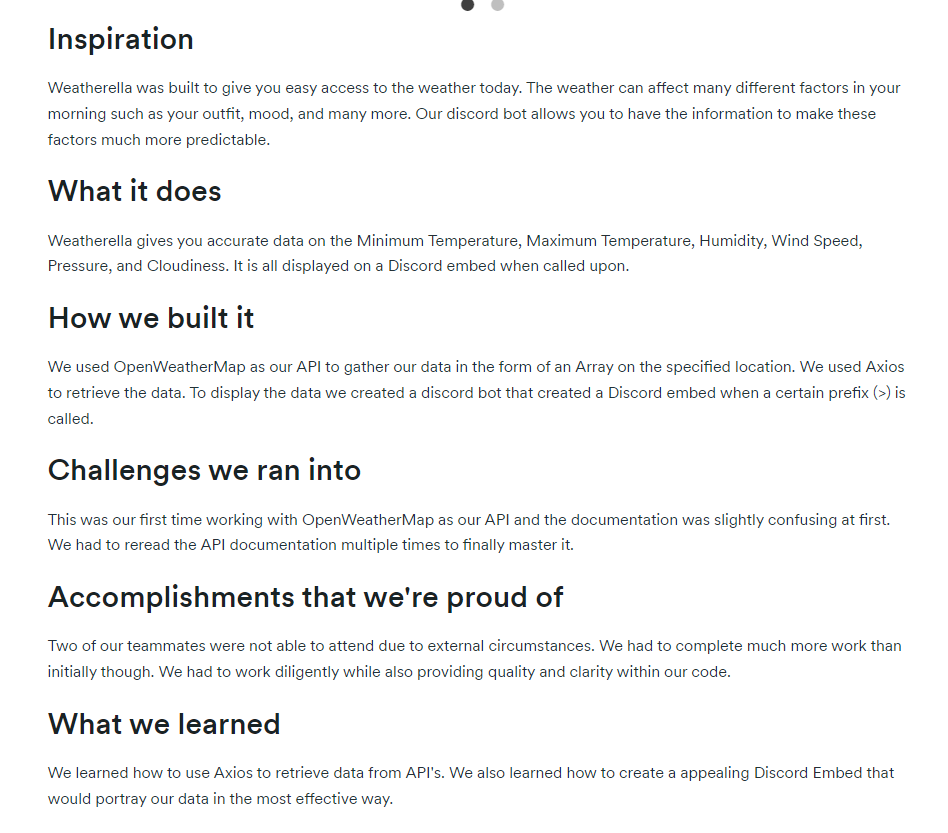 Inspiration
Weatherella was built to give you easy access to the weather today. The weather can affect many different factors in your
morning such as your outfit, mood, and many more. Our discord bot allows you to have the information to make these
factors much more predictable.
What it does
Weatherella gives you accurate data on the Minimum Temperature, Maximum Temperature, Humidity, Wind Speed,
Pressure, and Cloudiness. It is all displayed on a Discord embed when called upon.
How we built it
We used OpenWeatherMap as our API to gather our data in the form of an Array on the specified location. We used Axios
to retrieve the data. To display the data we created a discord bot that created a Discord embed when a certain prefix (>) is
called.
Challenges we ran into
This was our first time working with OpenWeatherMap as our API and the documentation was slightly confusing at first.
We had to reread the API documentation multiple times to finally master it.
Accomplishments that we're proud of
Two of our teammates were not able to attend due to external circumstances. We had to complete much more work than
initially though. We had to work diligently while also providing quality and clarity within our code.
What we learned
We learned how to use Axios to retrieve data from API's. We also learned how to create a appealing Discord Embed that
would portray our data in the most effective way.